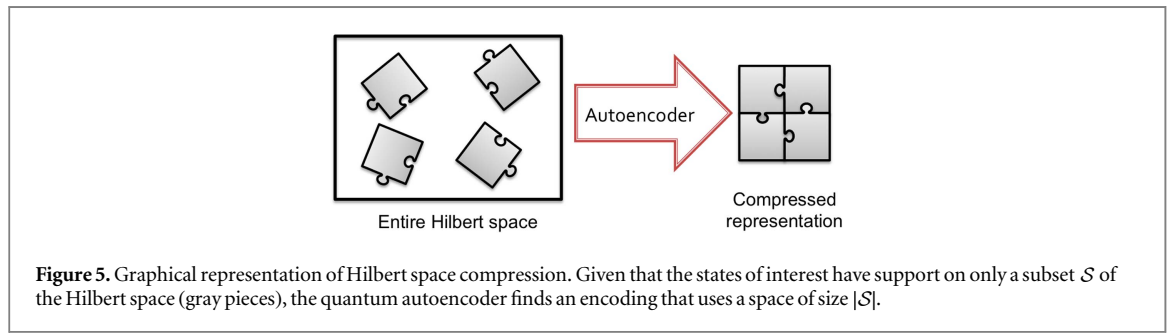 Autoencoder
Entire Hilbert space
Compressed
representation
Figure 5. Graphical representation of Hilbert space compression. Given that the states of interest have support on only a subset 𝒮 of
the Hilbert space (gray pieces), the quantum autoencoder finds an encoding that uses a space of size |𝒮|.